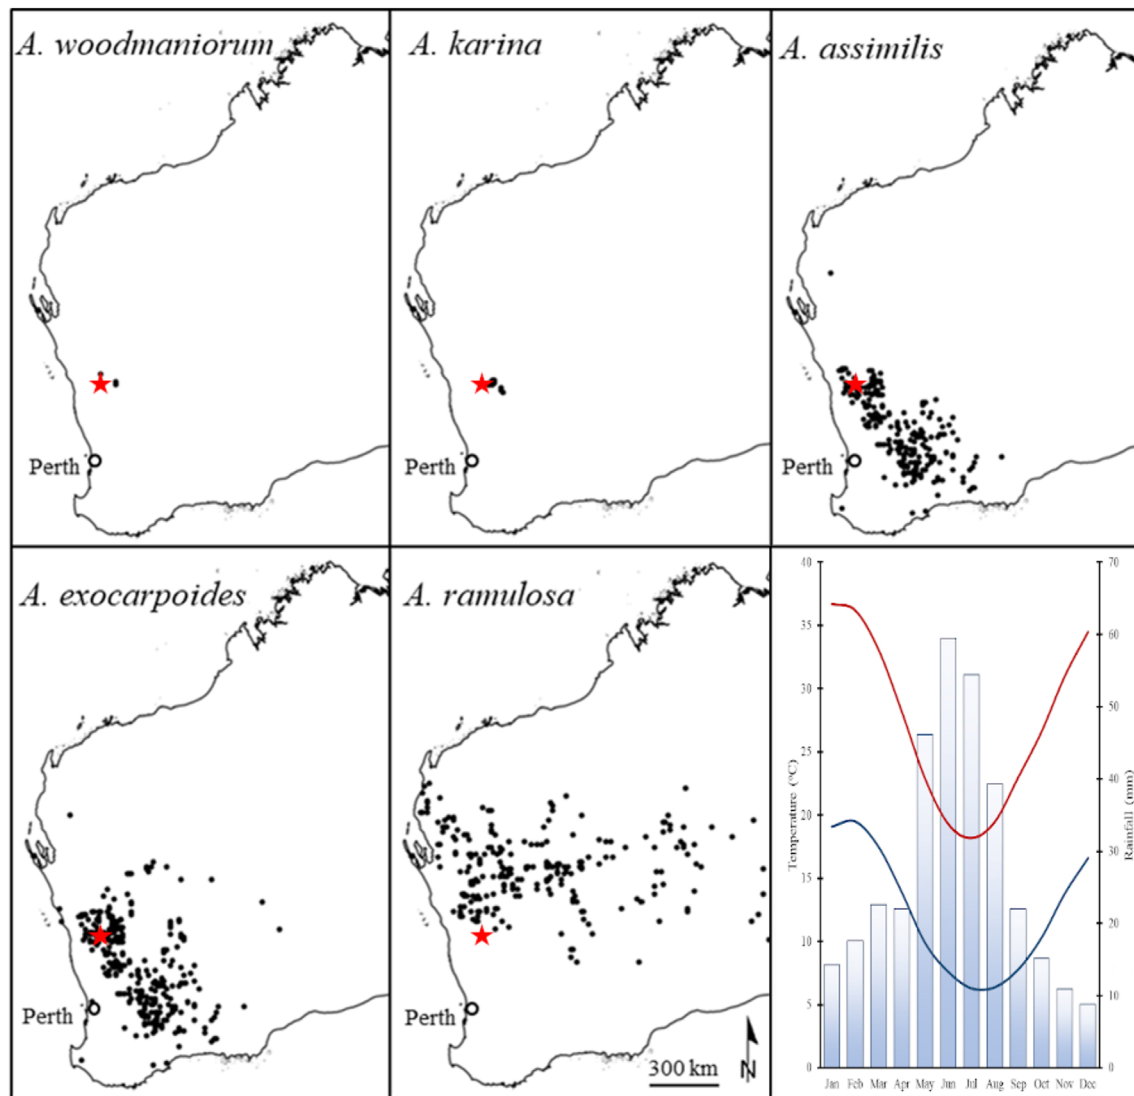 A. woodmaniorum
Perth
A. karina
Perth
A. assimilis
Perth
A. exocarpoides
Perth
A. ramulosa
Perth
300 km
N
40
35
30
25
20
15
10
5
0
Temperature (°C)
70
60
50
40
30
20
10
0
Rainfall (mm)
Jan Feb Mar Apr May Jun Jul Aug Sep Oct Nov Dec